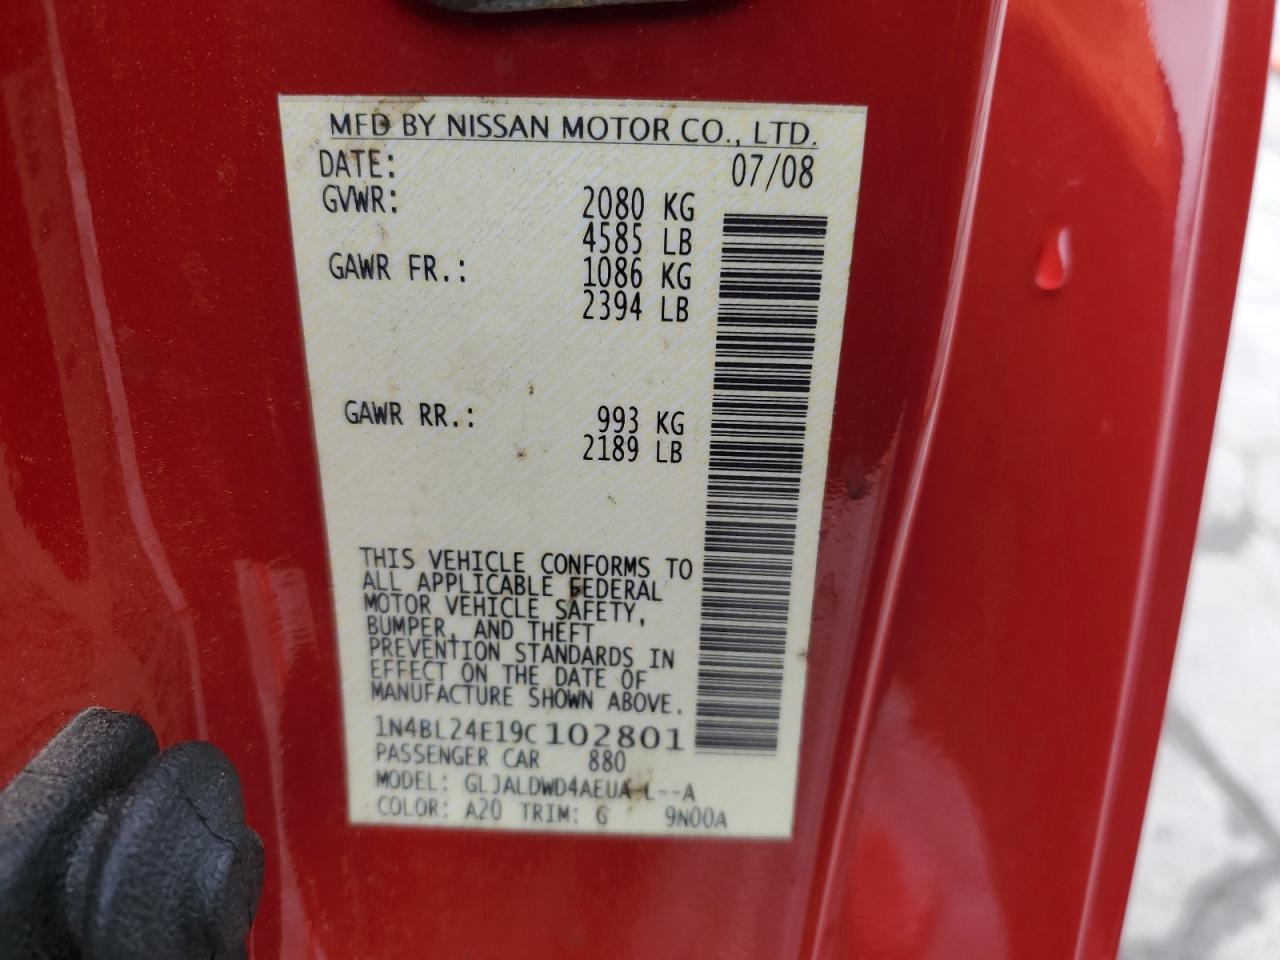 MFD BY NISSAN MOTOR CO., LTD.
DATE: 07/08
GVWR: 2080 KG
4585 LB
GAWR FR.: 1086 KG
2394 LB
GAWR RR.: 993 KG
2189 LB
THIS VEHICLE CONFORMS TO
ALL APPLICABLE FEDERAL
MOTOR VEHICLE SAFETY,
BUMPER, AND THEFT
PREVENTION STANDARDS IN
EFFECT ON THE DATE OF
MANUFACTURE SHOWN ABOVE.
1N4BL24E19C102801
PASSENGER CAR 880
MODEL: GLJALDWD4AEUA-L--A
COLOR: A20 TRIM: G 9N00A